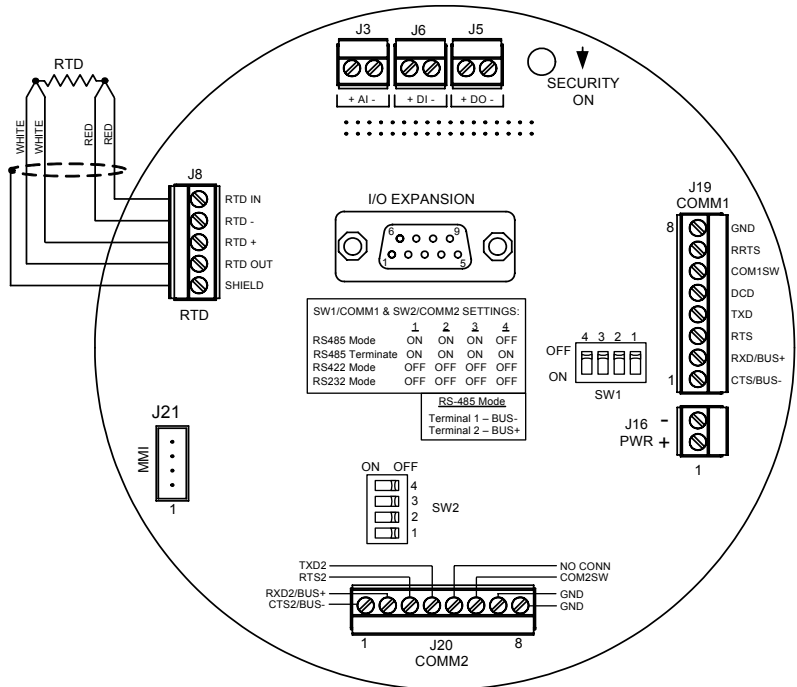 J3
J6
J5
+ AI -
+ DI -
+ DO -
SECURITY
ON
RTD
WHITE
WHITE
RED
RED
J8
RTD IN
RTD -
RTD +
RTD OUT
SHIELD
RTD
I/O EXPANSION
6
9
1
5
J19
COMM1
8
GND
RRTS
COM1SW
DCD
TXD
RTS
RXD/BUS+
1
CTS/BUS-
SW1/COMM1 & SW2/COMM2 SETTINGS:
1 2 3 4
RS485 Mode ON ON ON OFF
RS485 Terminate ON ON ON ON
RS422 Mode OFF OFF OFF OFF
RS232 Mode OFF OFF OFF OFF
RS-485 Mode
Terminal 1 – BUS-
Terminal 2 – BUS+
4 3 2 1
OFF
ON
SW1
J16
PWR
-
+
1
J21
MMI
1
ON OFF
4
3
2
1
SW2
TXD2
RTS2
RXD2/BUS+
CTS2/BUS-
NO CONN
COM2SW
GND
GND
1
8
J20
COMM2